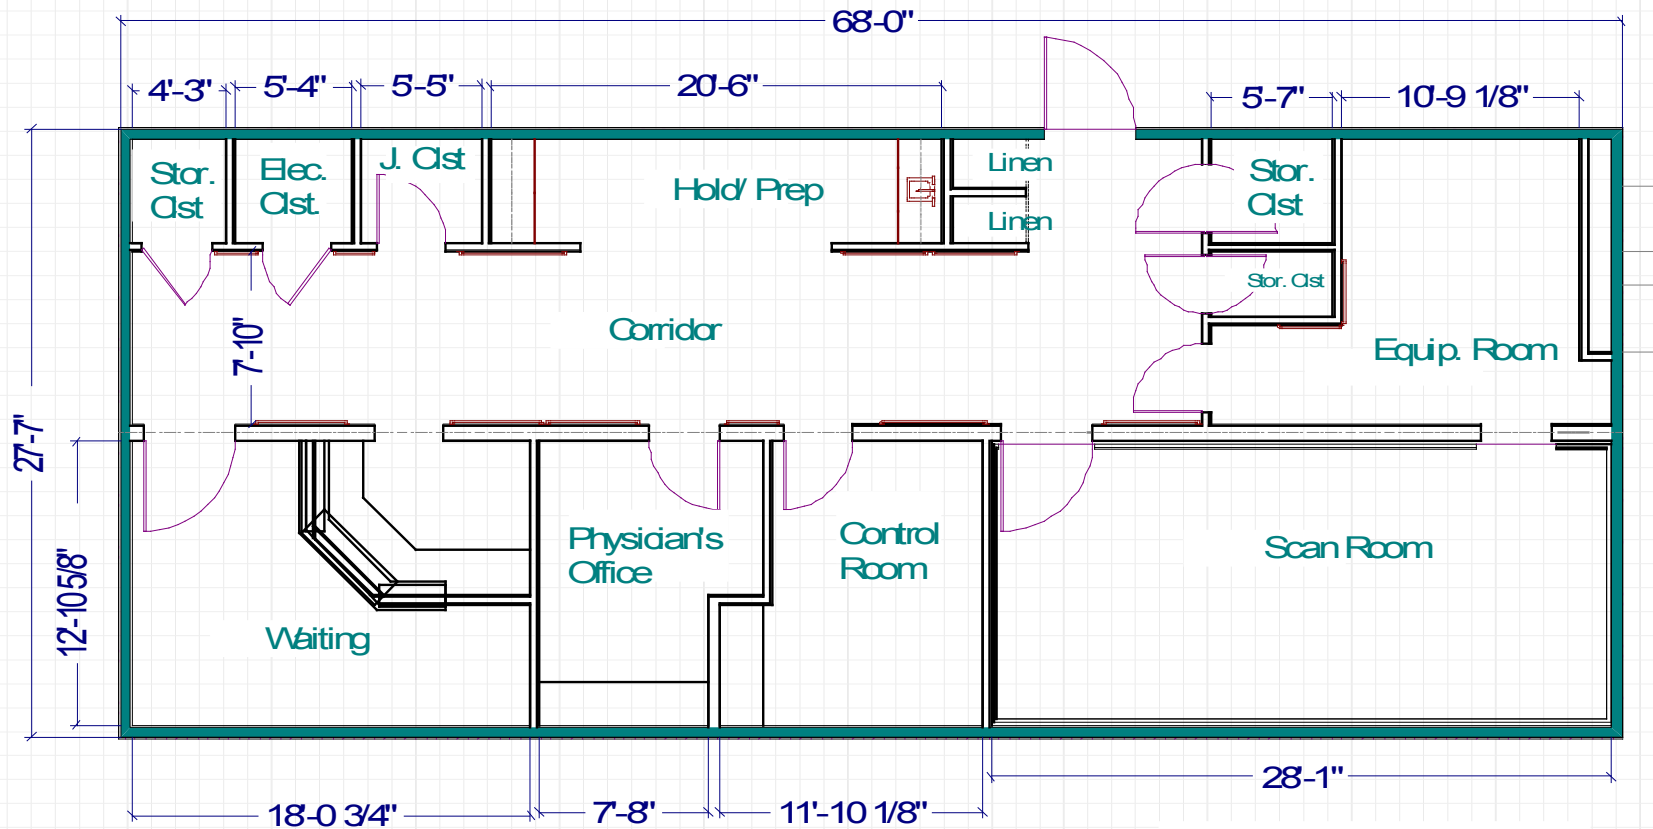 68'-0"
4'-3"
5'-4"
5'-5"
20'-6"
5'-7"
10'-9 1/8"
Stor.
Clst
Elec.
Clst.
J. Clst
Hold/ Prep
Linen
Linen
Stor.
Clst
Stor. Clst
Corridor
7'-10"
Equip. Room
27'-7"
12'-10 5/8"
Physician's
Office
Control
Room
Scan Room
Waiting
28'-1"
18'-0 3/4"
7'-8"
11'-10 1/8"